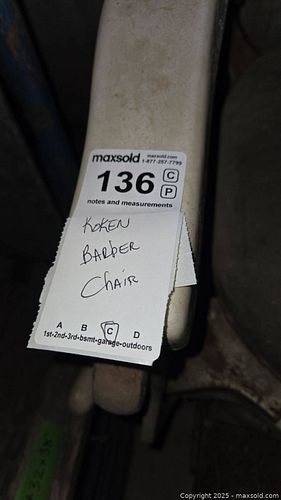 maxsold maxsold.com
1-877-257-7799
136 C
P
notes and measurements
KOKEN
BARBER
CHAIR
A B C D
1st-2nd-3rd-bsmt-garage-outdoors
Copyright © 2025 - maxsold.com